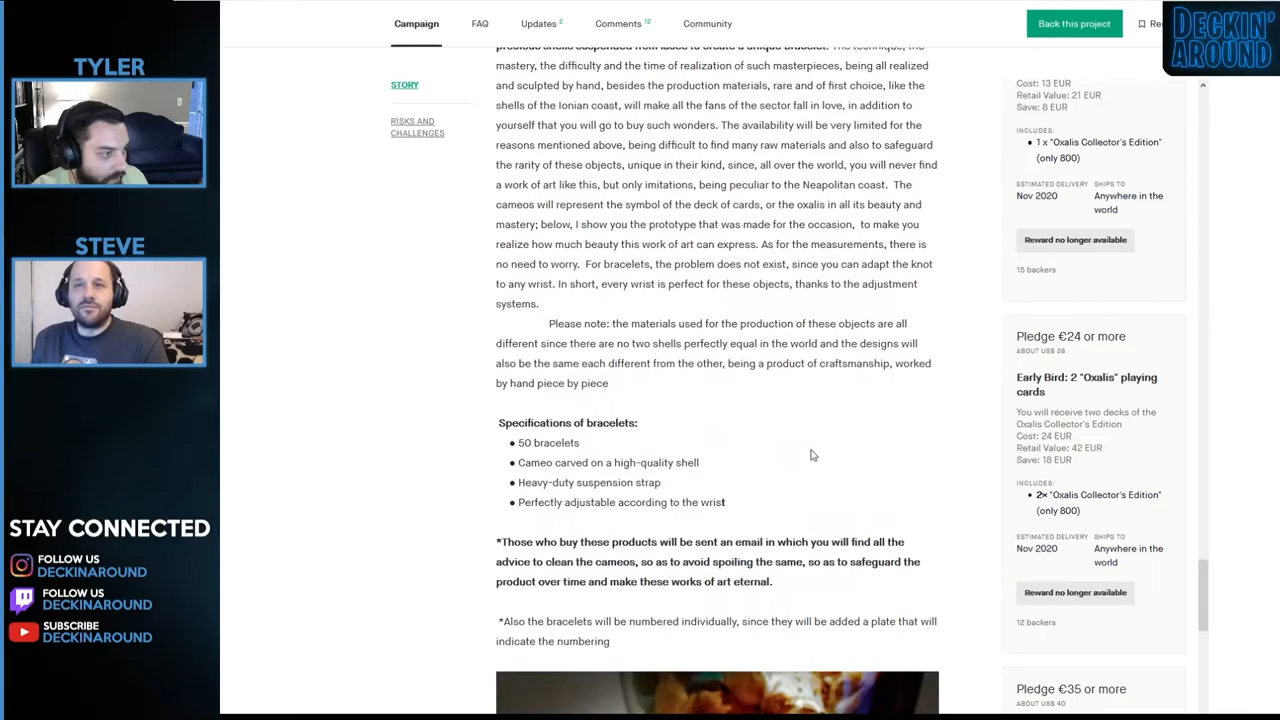 TYLER
STEVE
STAY CONNECTED
FOLLOW US
DECKINAROUND
FOLLOW US
DECKINAROUND
SUBSCRIBE
DECKINAROUND
Campaign
FAQ
Updates 2
Comments 12
Community
Back this project
DECKIN'
AROUND
STORY
RISKS AND
CHALLENGES
precious shells suspended from laces to create a unique bracelet. The technique, the
mastery, the difficulty and the time of realization of such masterpieces, being all realized
and sculpted by hand, besides the production materials, rare and of first choice, like the
shells of the Ionian coast, will make all the fans of the sector fall in love, in addition to
yourself that you will go to buy such wonders. The availability will be very limited for the
reasons mentioned above, being difficult to find many raw materials and also to safeguard
the rarity of these objects, unique in their kind, since, all over the world, you will never find
a work of art like this, but only imitations, being peculiar to the Neapolitan coast. The
cameos will represent the symbol of the deck of cards, or the oxalis in all its beauty and
mastery; below, I show you the prototype that was made for the occasion, to make you
realize how much beauty this work of art can express. As for the measurements, there is
no need to worry. For bracelets, the problem does not exist, since you can adapt the knot
to any wrist. In short, every wrist is perfect for these objects, thanks to the adjustment
systems.
Please note: the materials used for the production of these objects are all
different since there are no two shells perfectly equal in the world and the designs will
also be the same each different from the other, being a product of craftsmanship, worked
by hand piece by piece
Specifications of bracelets:
● 50 bracelets
● Cameo carved on a high-quality shell
● Heavy-duty suspension strap
● Perfectly adjustable according to the wrist
*Those who buy these products will be sent an email in which you will find all the
advice to clean the cameos, so as to avoid spoiling the same, so as to safeguard the
product over time and make these works of art eternal.
*Also the bracelets will be numbered individually, since they will be added a plate that will
indicate the numbering
Cost: 13 EUR
Retail Value: 21 EUR
Save: 8 EUR
INCLUDES:
● 1 x "Oxalis Collector's Edition"
(only 800)
ESTIMATED DELIVERY
Nov 2020
SHIPS TO
Anywhere in the
world
Reward no longer available
15 backers
Pledge €24 or more
ABOUT US$ 28
Early Bird: 2 "Oxalis" playing
cards
You will receive two decks of the
Oxalis Collector's Edition
Cost: 24 EUR
Retail Value: 42 EUR
Save: 18 EUR
INCLUDES:
● 2× "Oxalis Collector's Edition"
(only 800)
ESTIMATED DELIVERY
Nov 2020
SHIPS TO
Anywhere in the
world
Reward no longer available
12 backers
Pledge €35 or more
ABOUT US$ 40